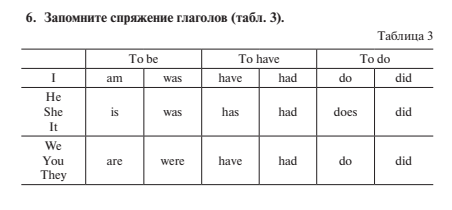 6. Запомните спряжение глаголов (табл. 3).
Таблица 3
To be To have To do
I am was have had do did
He
She is was has had does did
It
We
You are were have had do did
They